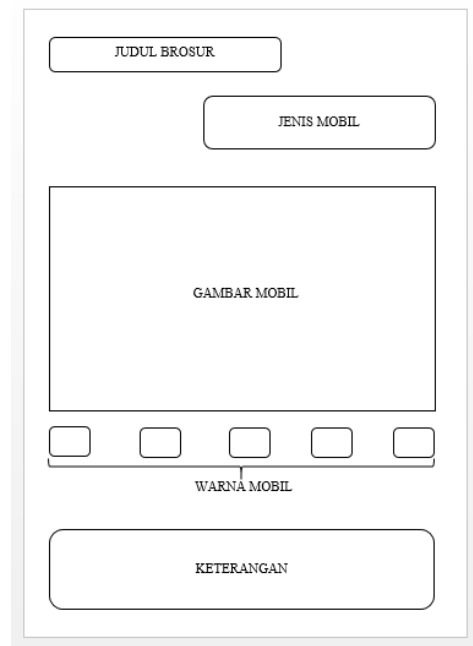 JUDUL BROSUR
JENIS MOBIL
GAMBAR MOBIL
WARNA MOBIL
KETERANGAN